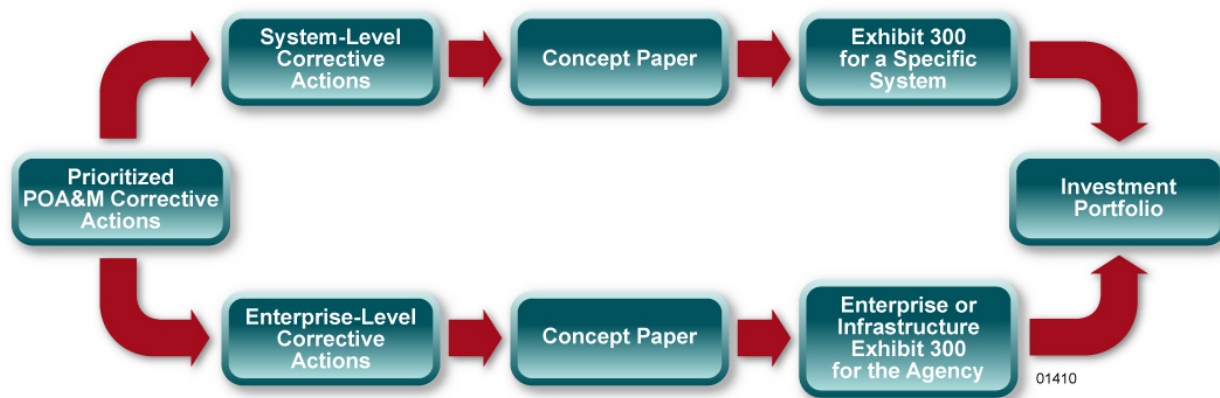 System-Level
Corrective
Actions
Concept Paper
Exhibit 300
for a Specific
System
Prioritized
POA&M Corrective
Actions
Investment
Portfolio
Enterprise-Level
Corrective
Actions
Concept Paper
Enterprise or
Infrastructure
Exhibit 300
for the Agency
01410